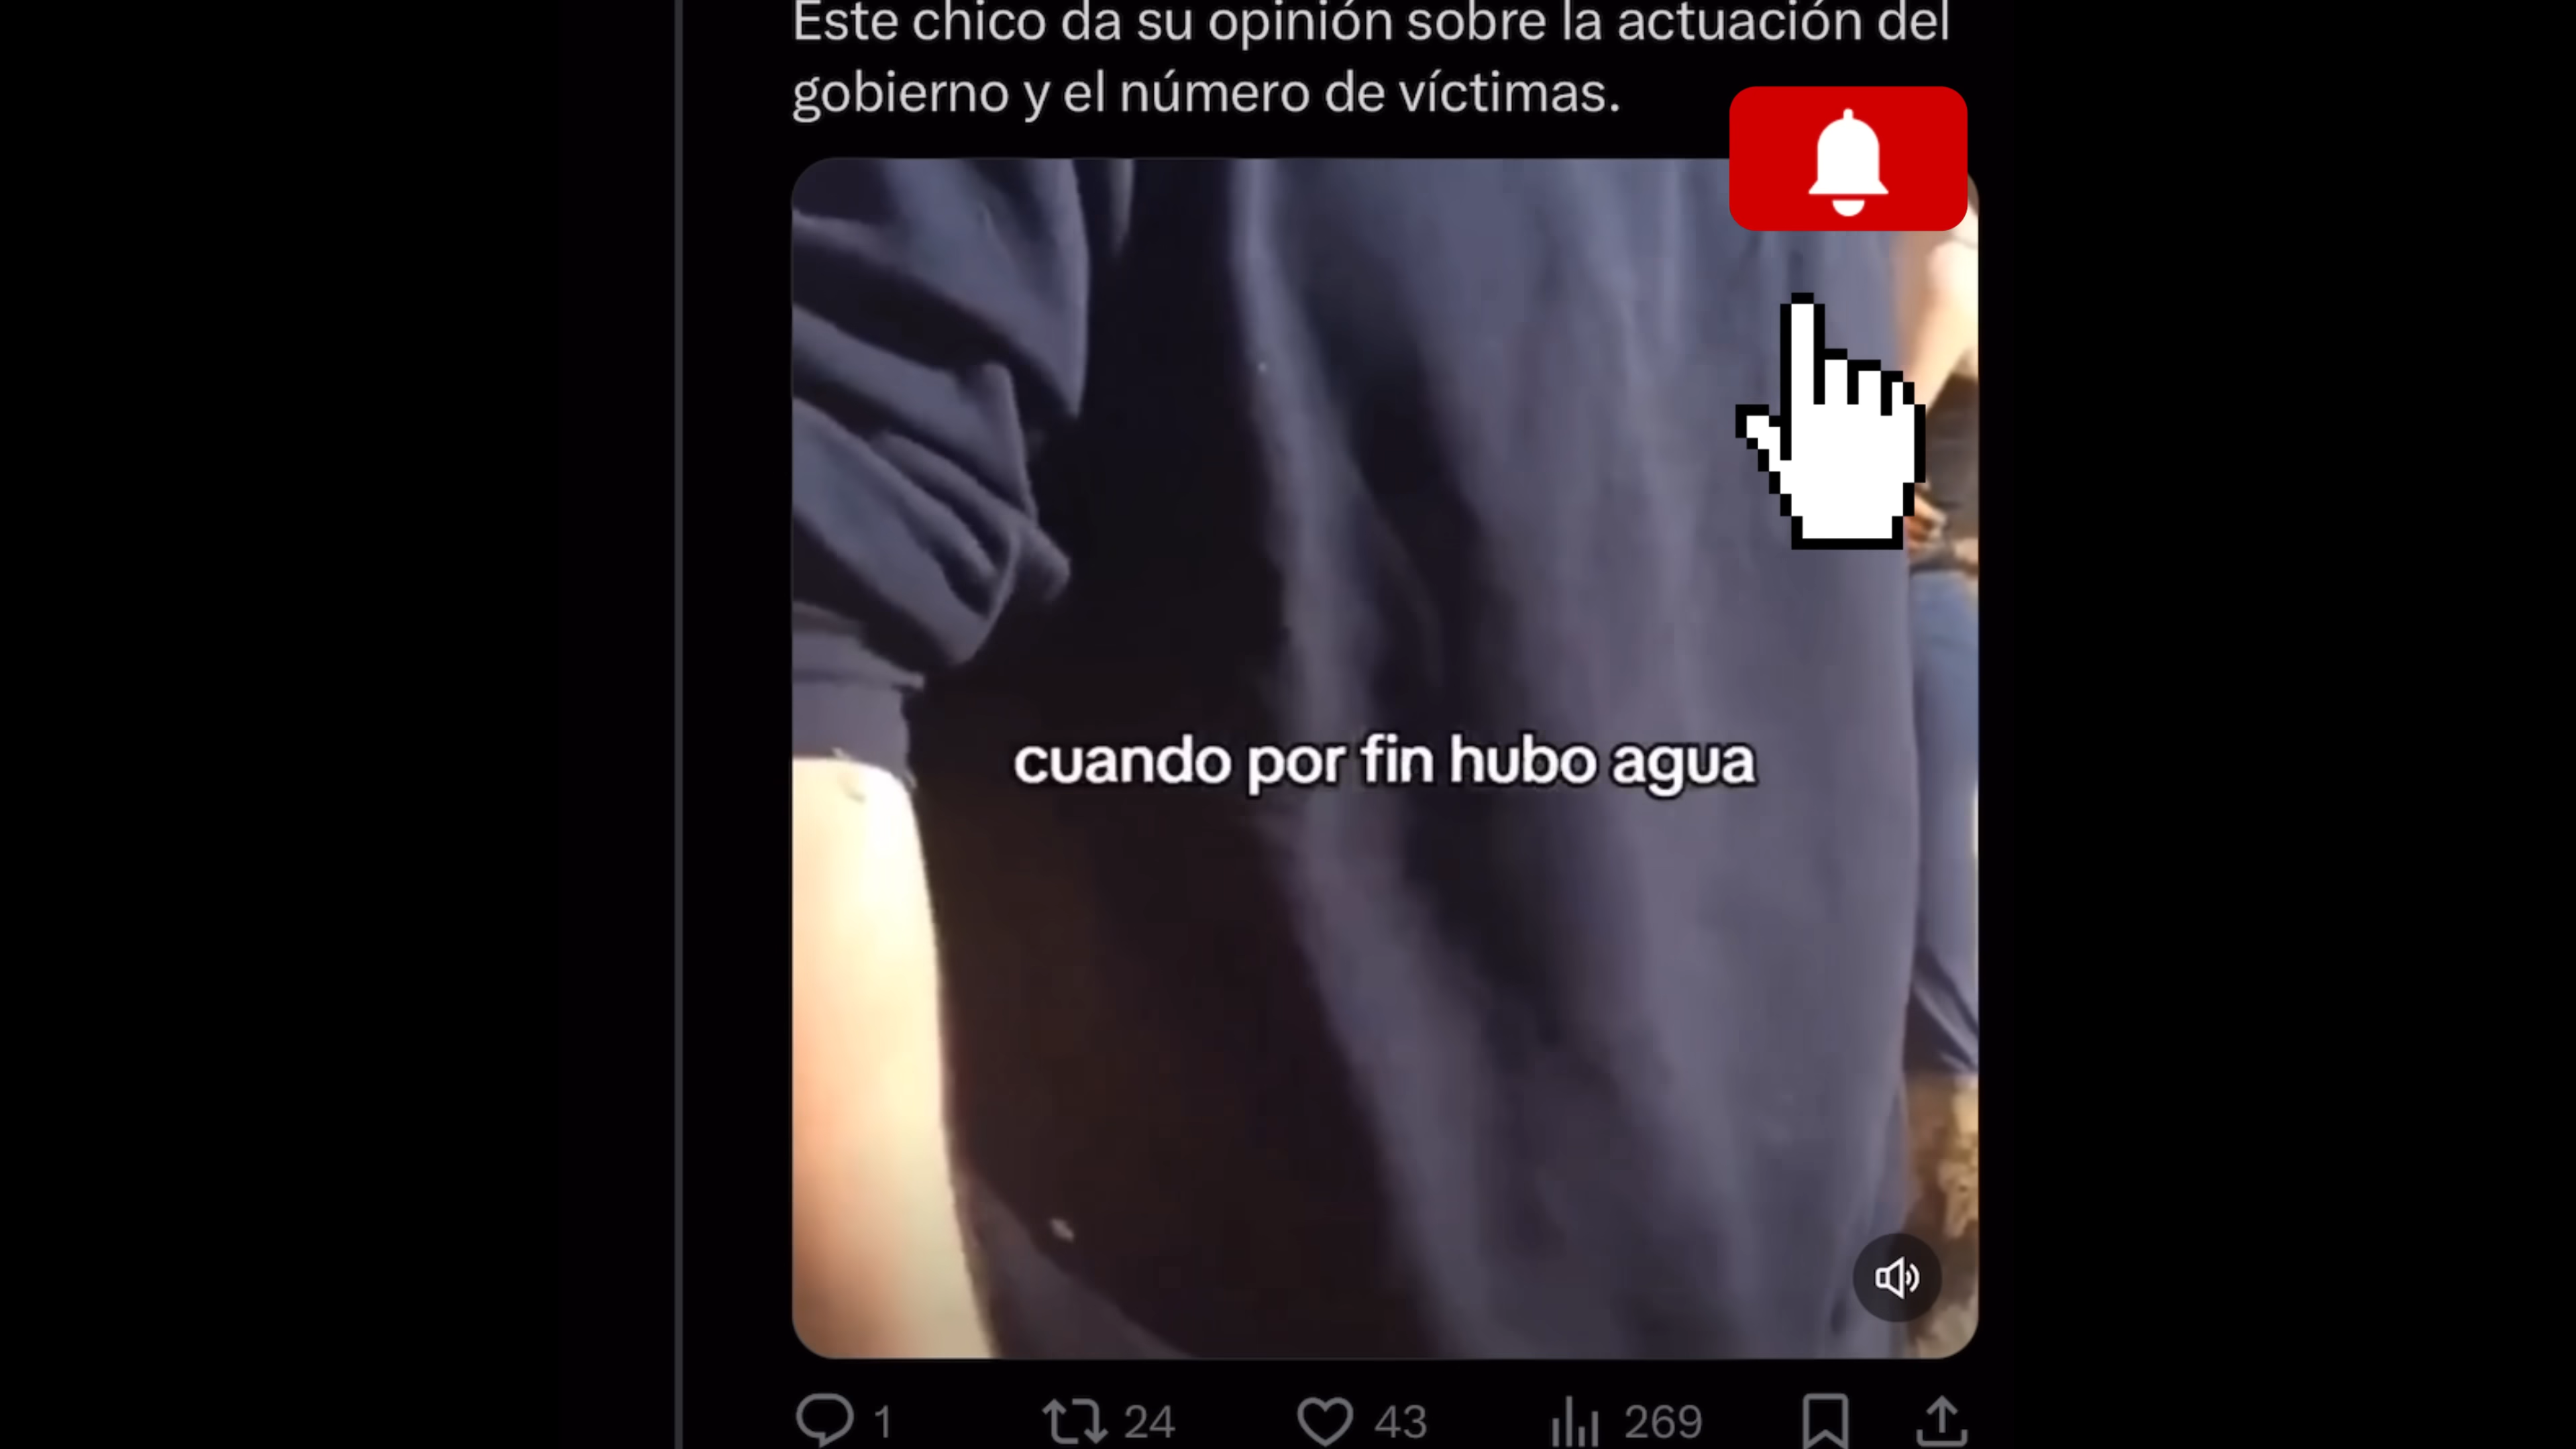 Este chico da su opinión sobre la actuación del
gobierno y el número de víctimas.
cuando por fin hubo agua
1 24 43 269